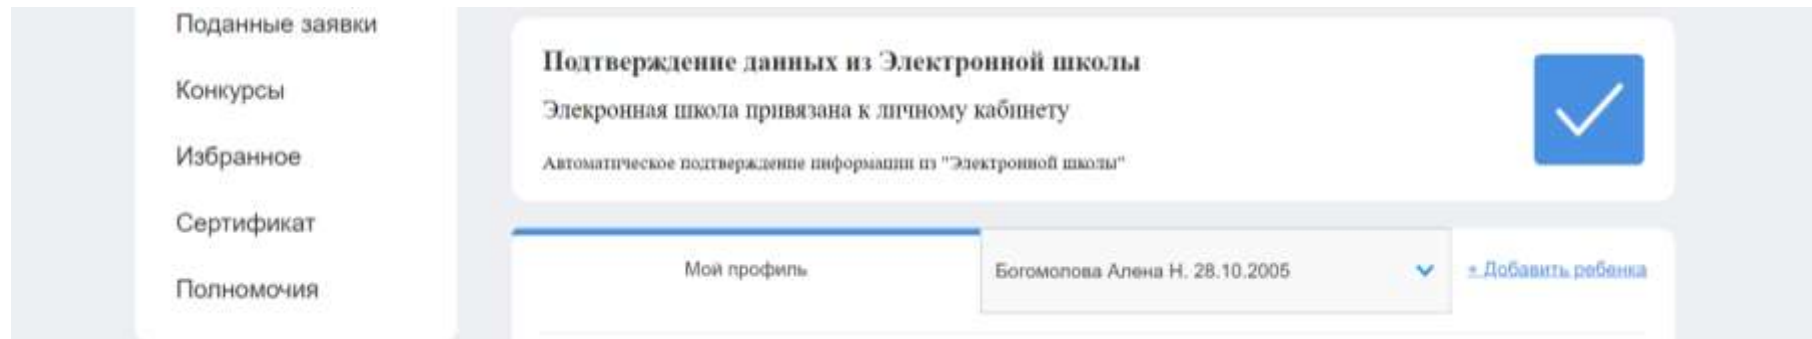 Поданные заявки
Конкурсы
Избранное
Сертификат
Полномочия
Подтверждение данных из Электронной школы
Элекронная школа привязана к личному кабинету
Автоматическое подтверждение информации из "Электронной школы"
Мой профиль
Богомолова Алена Н. 28.10.2005
+ Добавить ребенка